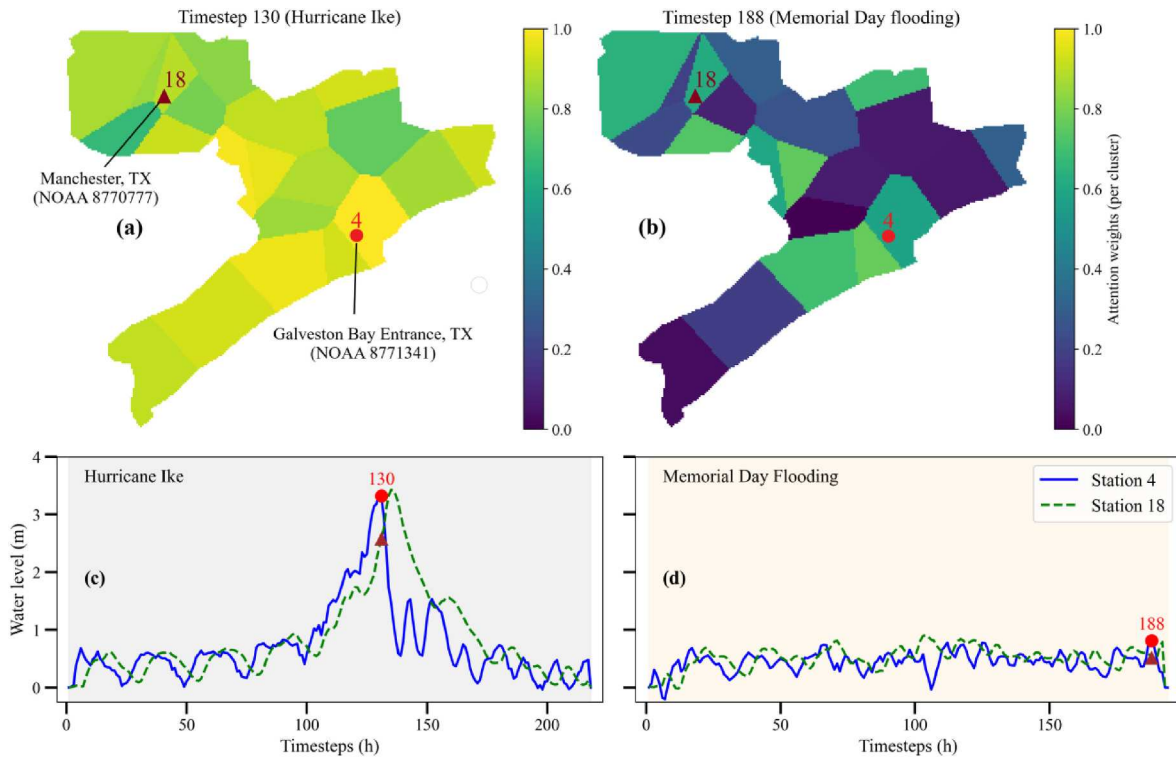 Timestep 130 (Hurricane Ike)
18
Manchester, TX
(NOAA 8770777)
(a)
4
Galveston Bay Entrance, TX
(NOAA 8771341)
1.0
0.8
0.6
0.4
0.2
0.0
Timestep 188 (Memorial Day flooding)
18
(b)
4
1.0
0.8
0.6
0.4
0.2
0.0
Attention weights (per cluster)
Hurricane Ike
130
(c)
4
3
2
1
0
Water level (m)
0
50
100
150
200
Timesteps (h)
Memorial Day Flooding
Station 4
Station 18
(d)
188
0
50
100
150
Timesteps (h)